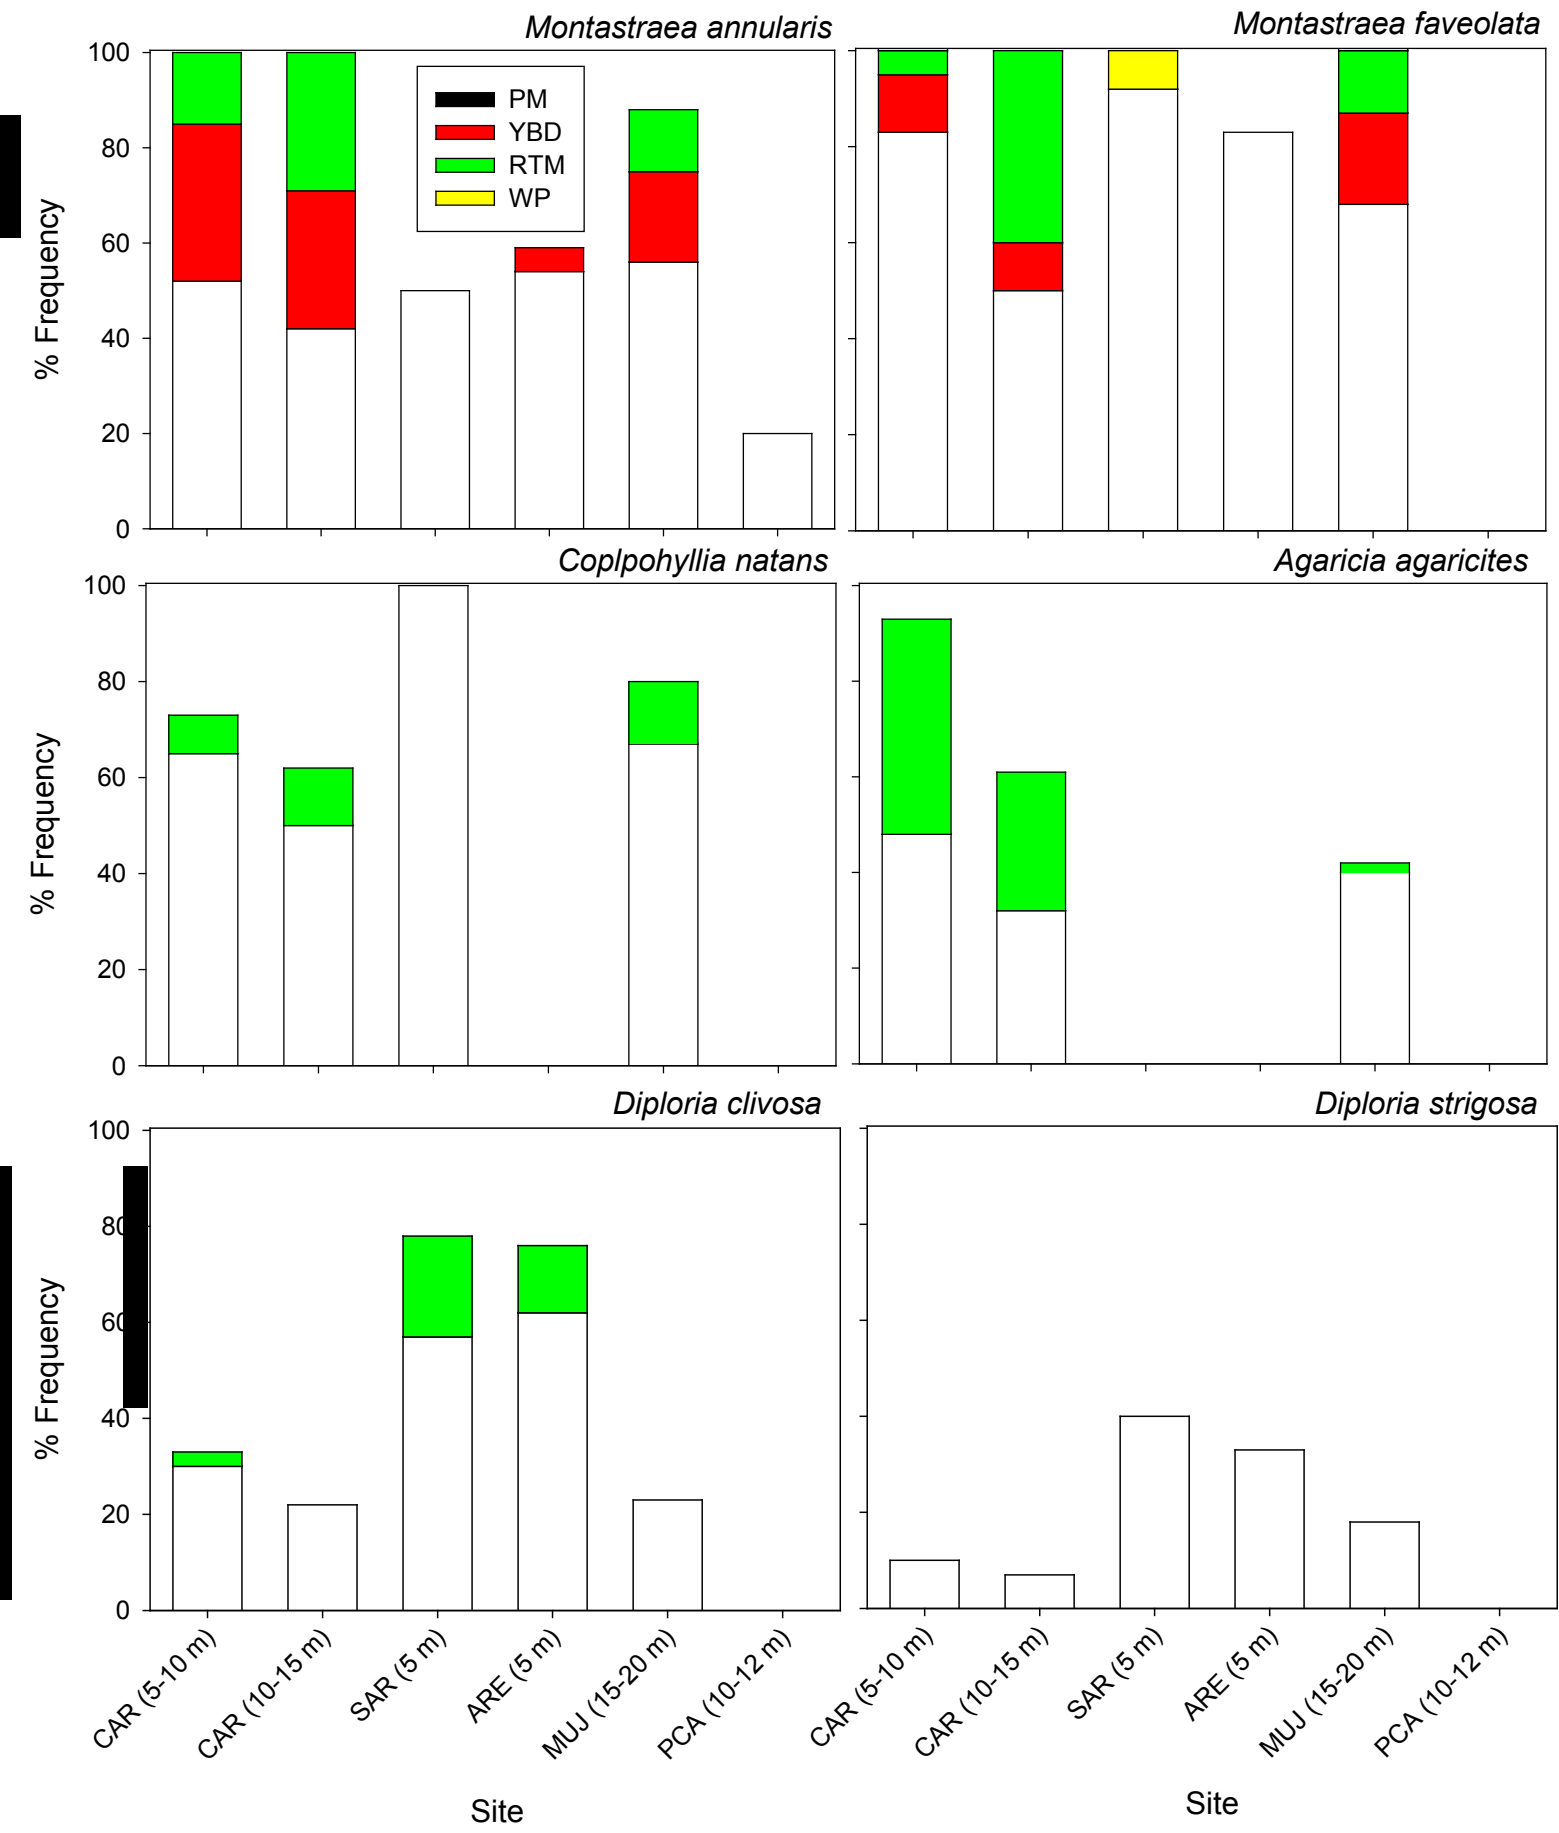 Montastraea annularis
Montastraea faveolata
100
80
60
40
20
0
% Frequency
PM
YBD
RTM
WP
Coplpohyllia natans
Agaricia agaricites
100
80
60
40
20
0
% Frequency
Diploria clivosa
Diploria strigosa
100
80
60
40
20
0
% Frequency
CAR (5-10 m)
CAR (10-15 m)
SAR (5 m)
ARE (5 m)
MUJ (15-20 m)
PCA (10-12 m)
CAR (5-10 m)
CAR (10-15 m)
SAR (5 m)
ARE (5 m)
MUJ (15-20 m)
PCA (10-12 m)
Site
Site